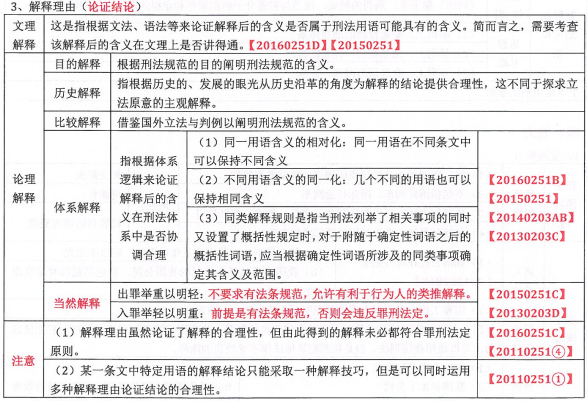 3、解释理由（论证结论）
文理解释
这是指根据文法、语法等来论证解释后的含义是否属于刑法用语可能具有的含义。简而言之，需要考查
该解释后的含义在文理上是否讲得通。【20160251D】【20150251】
论理解释
目的解释
根据刑法规范的目的阐明刑法规范的含义。
历史解释
指根据历史的、发展的眼光从历史沿革的角度为解释的结论提供合理性，这不同于探求立
法原意的主观解释。
比较解释
借鉴国外立法与判例以阐明刑法规范的含义。
体系解释
指根据体系
逻辑来论证
解释后的含
义在刑法体
系中是否协
调合理
（1）同一用语含义的相对化：同一用语在不同条文中
可以保持不同含义
（2）不同用语含义的同一化：几个不同的用语也可以
保持相同含义
（3）同类解释规则是指当刑法列举了相关事项的同时
又设置了概括性规定时，对于附随于确定性词语之后的
概括性词语，应当根据确定性词语所涉及的同类事项确
定其含义及范围。
【20160251B】
【20150251】
【20140203AB】
【20130203C】
当然解释
出罪举重以明轻：不要求有法条规范，允许有利于行为人的类推解释。
入罪举轻以明重：前提是有法条规范，否则会违反罪刑法定。
【20150251C】
【20130203D】
注意
（1）解释理由虽然论证了解释的合理性，但由此得到的解释未必都符合罪刑法定
原则。
【20160251C】
【20110251④】
（2）某一条文中特定用语的解释结论只能采取一种解释技巧，但是可以同时运用
多种解释理由论证结论的合理性。
【20110251①】